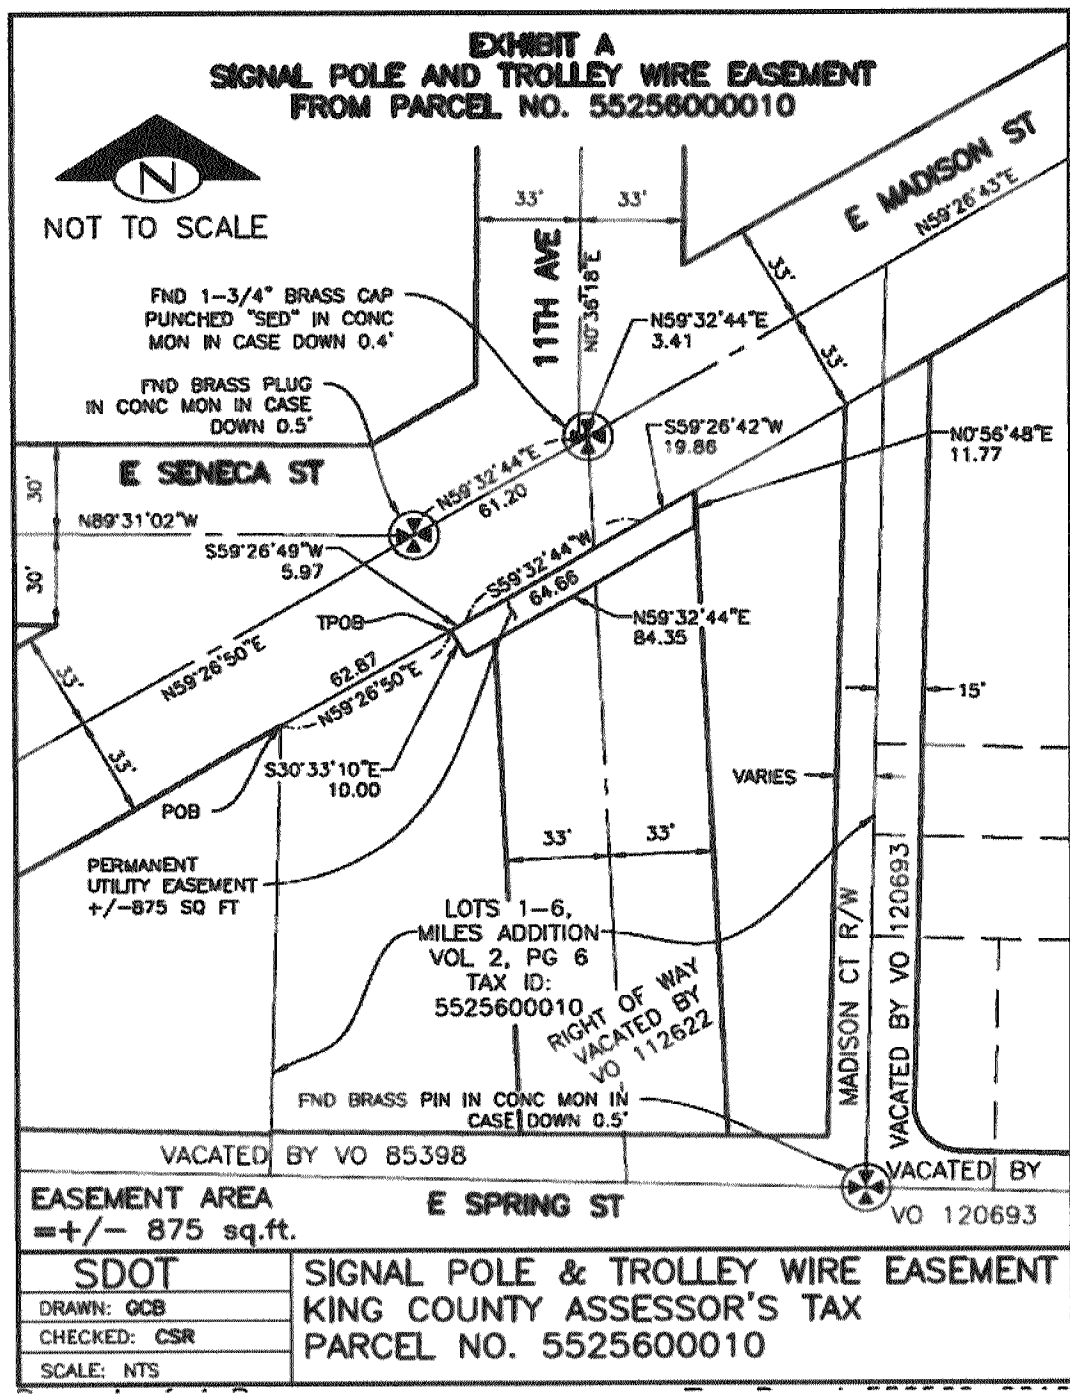 EXHIBIT A
SIGNAL POLE AND TROLLEY WIRE EASEMENT
FROM PARCEL NO. 55256000010
N
NOT TO SCALE
33'
33'
11TH AVE
N0°36'18"E
E MADISON ST
N59°26'43"E
33'
33'
FND 1-3/4" BRASS CAP
PUNCHED "SED" IN CONC
MON IN CASE DOWN 0.4'
N59°32'44"E
3.41
FND BRASS PLUG
IN CONC MON IN CASE
DOWN 0.5'
S59°26'42"W
19.86
N0°56'48"E
11.77
E SENECA ST
30'
30'
N89°31'02"W
N59°32'44"E
61.20
S59°26'49"W
5.97
S59°32'44"W
64.66
TPOB
N59°32'44"E
84.35
N59°26'50"E
62.87
N59°26'50"E
33'
33'
S30°33'10"E
10.00
POB
15'
VARIES
PERMANENT
UTILITY EASEMENT
+/-875 SQ FT
33'
33'
LOTS 1-6,
MILES ADDITION
VOL 2, PG 6
TAX ID:
5525600010
RIGHT OF WAY
VACATED BY
VO 112622
MADISON CT R/W
VACATED BY VO 120693
FND BRASS PIN IN CONC MON IN
CASE DOWN 0.5'
VACATED BY VO 85398
VACATED BY
VO 120693
EASEMENT AREA
=+/- 875 sq.ft.
E SPRING ST
SDOT
DRAWN: GCB
CHECKED: CSR
SCALE: NTS
SIGNAL POLE & TROLLEY WIRE EASEMENT
KING COUNTY ASSESSOR'S TAX
PARCEL NO. 5525600010